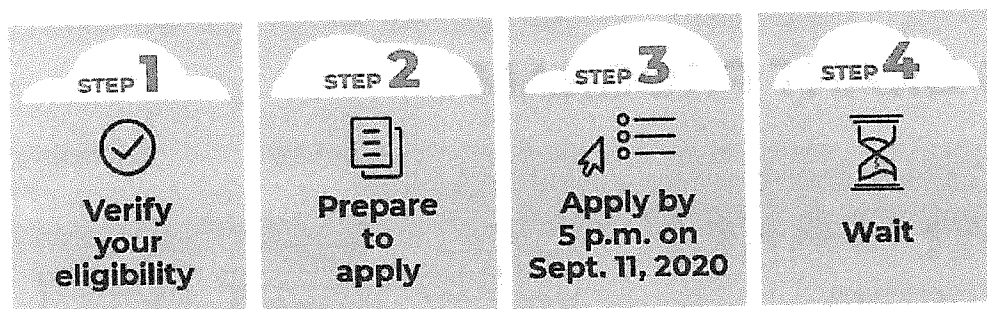 STEP 1
Verify
your
eligibility
STEP 2
Prepare
to
apply
STEP 3
Apply by
5 p.m. on
Sept. 11, 2020
STEP 4
Wait